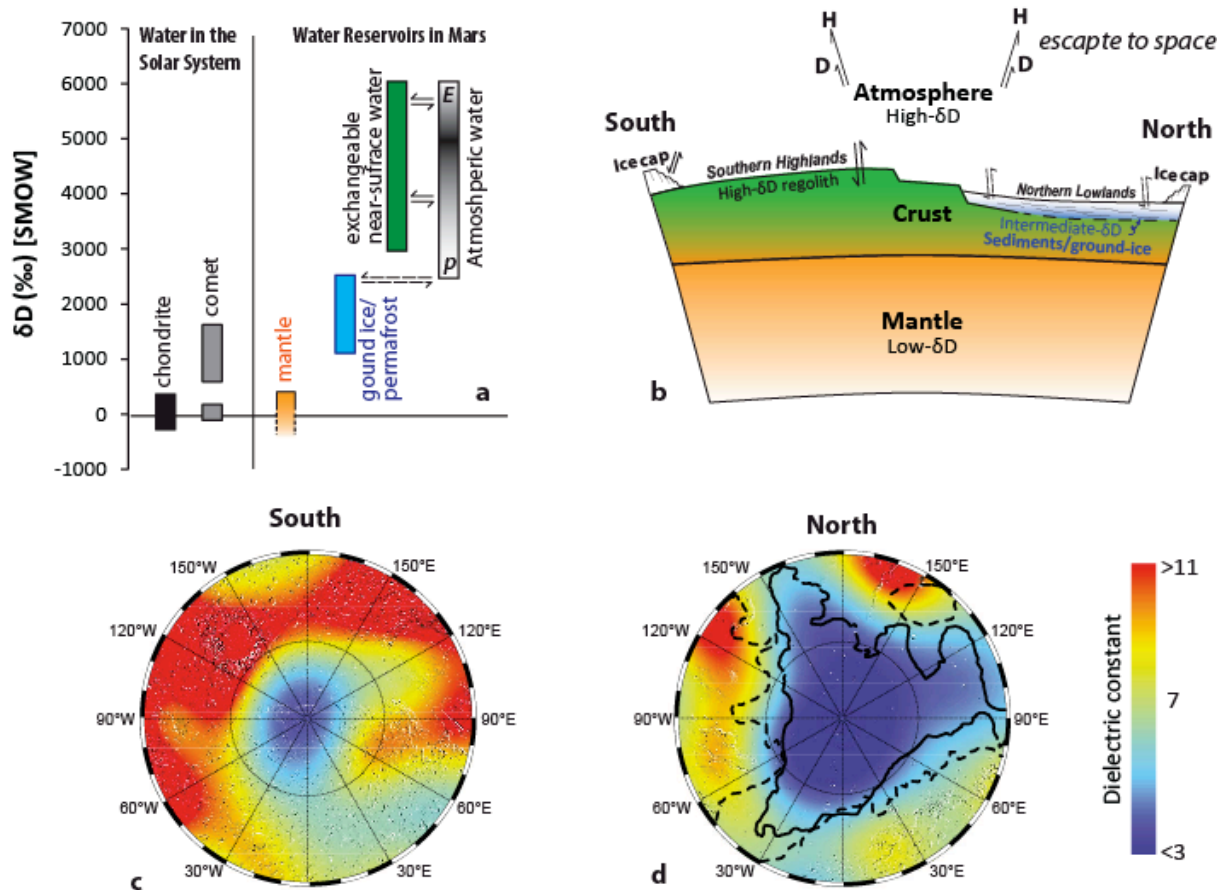 Water in the
Solar System
Water Reservoirs in Mars
δD (‰) [SMOW]
7000
6000
5000
4000
3000
2000
1000
0
-1000
chondrite
comet
mantle
gound ice/
permafrost
exchangeable
near-sufrace water
E
p
Atmoshperic water
a
H
H
escapte to space
D
D
Atmosphere
High-δD
South
North
Ice cap
Southern Highlands
High-δD regolith
Northern Lowlands
Ice cap
Crust
Intermediate-δD
Sediments/ground-ice
Mantle
Low-δD
b
South
150°W
150°E
120°W
120°E
90°W
90°E
60°W
60°E
30°W
30°E
c
North
150°W
150°E
120°W
120°E
90°W
90°E
60°W
60°E
30°W
30°E
d
Dielectric constant
>11
7
<3